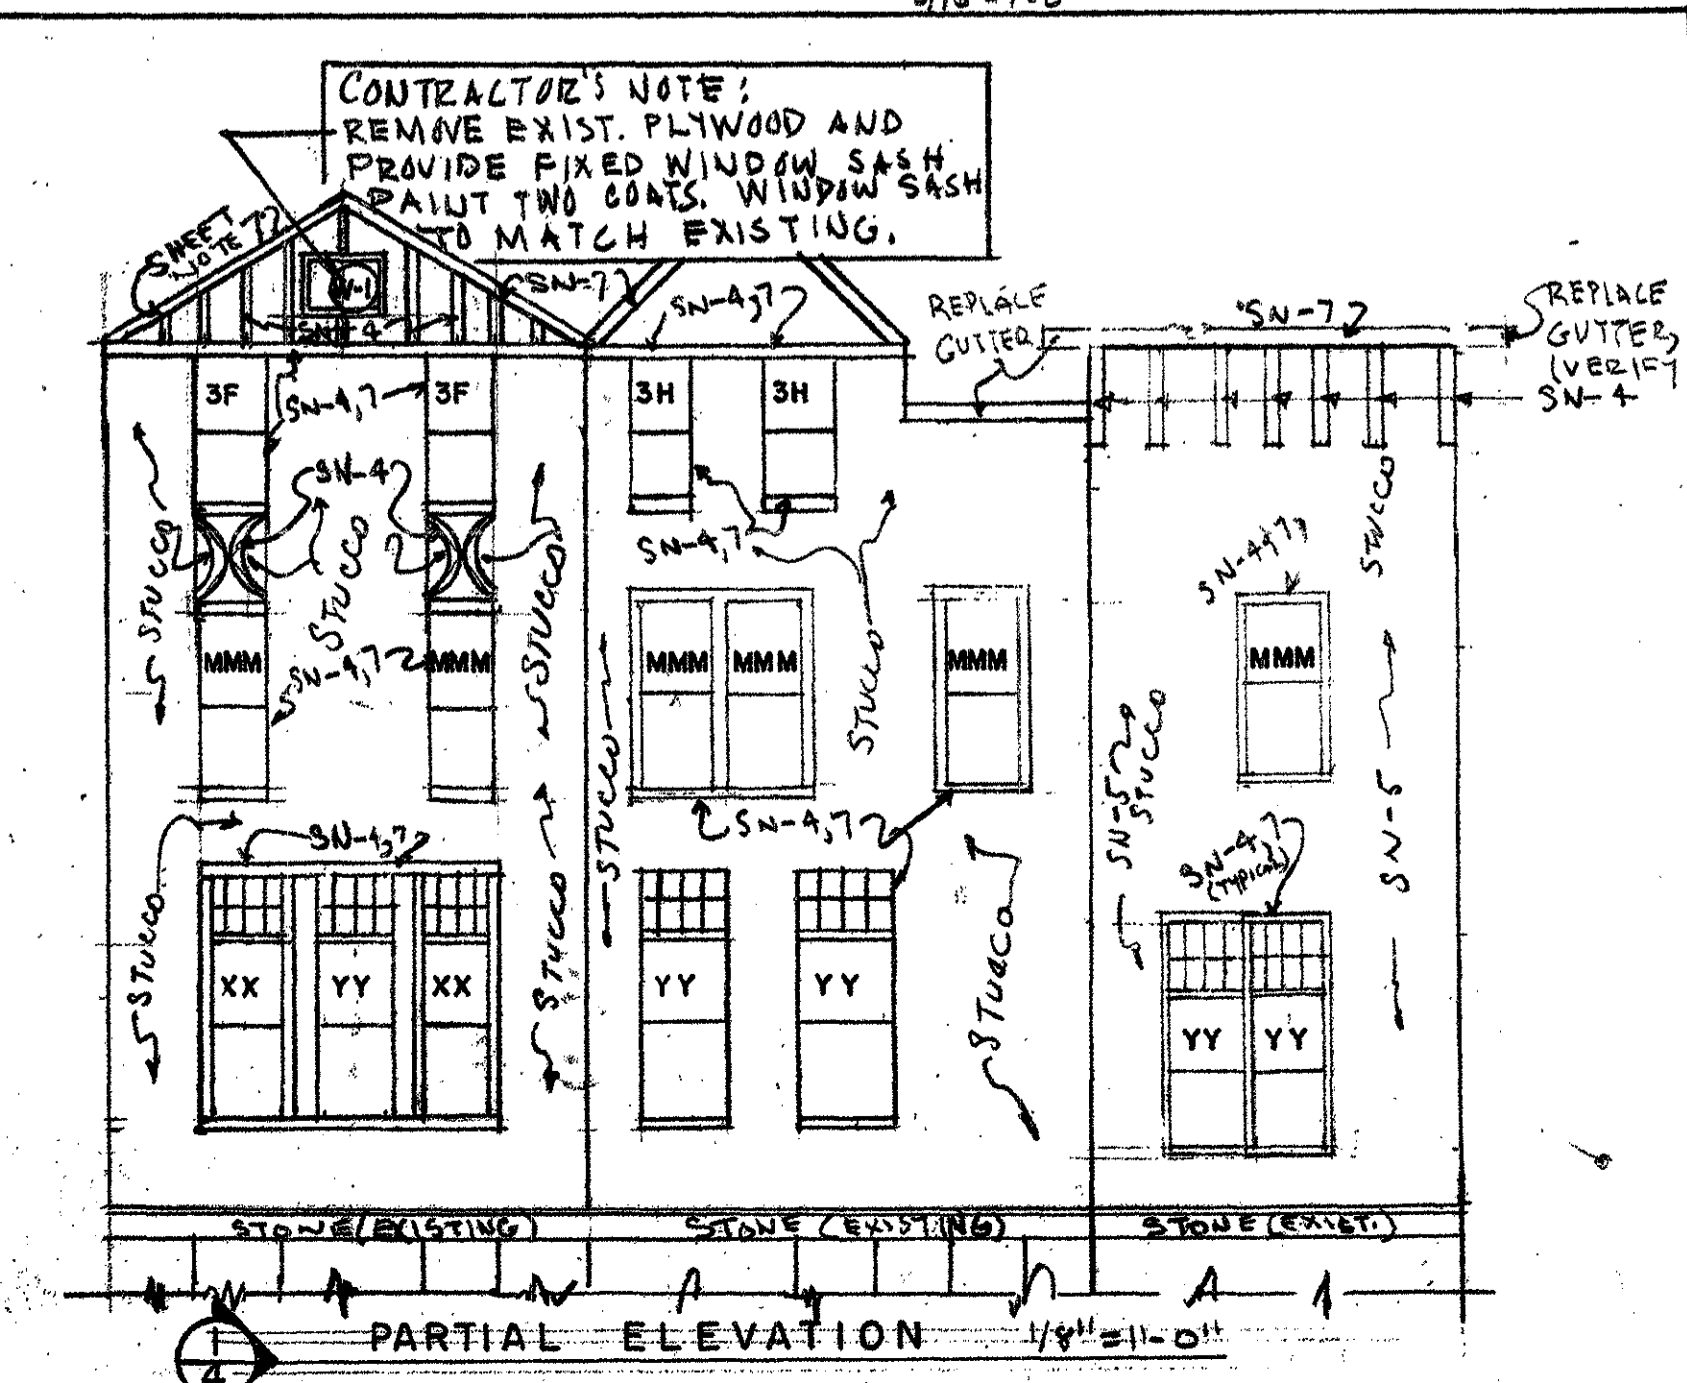 CONTRACTOR'S NOTE:
REMOVE EXIST. PLYWOOD AND
PROVIDE FIXED WINDOW SASH
PAINT TWO COATS. WINDOW SASH
TO MATCH EXISTING.
SHEET
NOTE 7
SN-7
SN-4,7
REPLACE
GUTTER
SN-7
REPLACE
GUTTER,
(VERIFY
SN-4
SN-4
3F
SN-4,7
3F
3H
3H
SN-4
STUCCO
STUCCO
STUCCO
SN-4,7
STUCCO
SN-4,7
STUCCO
MMM
SN-4,7
MMM
MMM
MMM
MMM
MMM
STUCCO
STUCCO
SN-5
STUCCO
SN-5
SN-4,7
SN-4,7
SN-4,7
(TYPICAL)
STUCCO
STUCCO
STUCCO
XX
YY
XX
YY
YY
YY
YY
STONE (EXISTING)
STONE (EXISTING)
STONE (EXIST.)
1
4
PARTIAL ELEVATION 1/8"=1'-0"